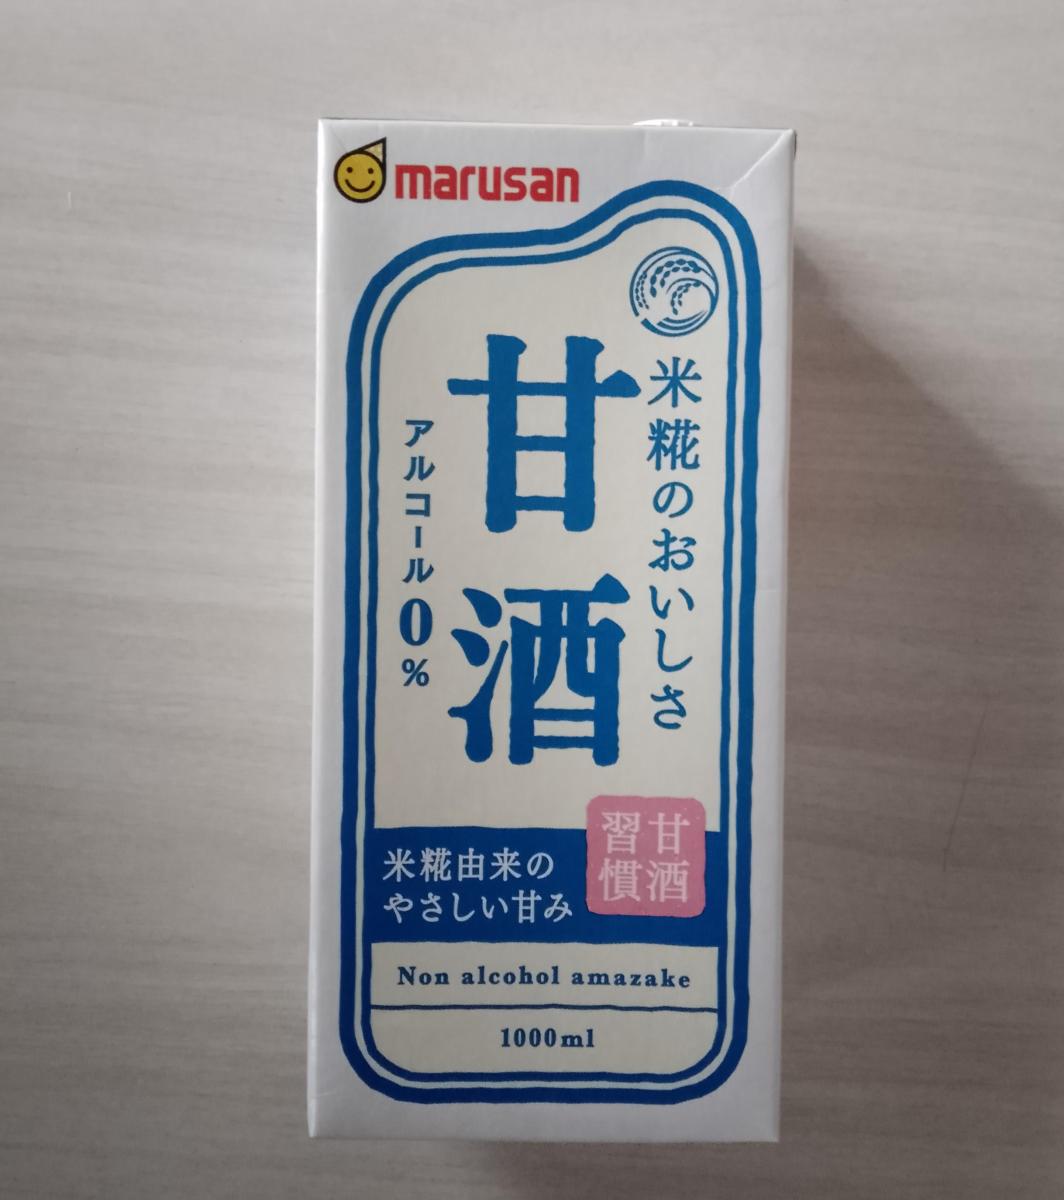 marusan
米糀のおいしさ
甘酒
アルコール0%
甘酒
習慣
米糀由来の
やさしい甘み
Non alcohol amazake
1000ml